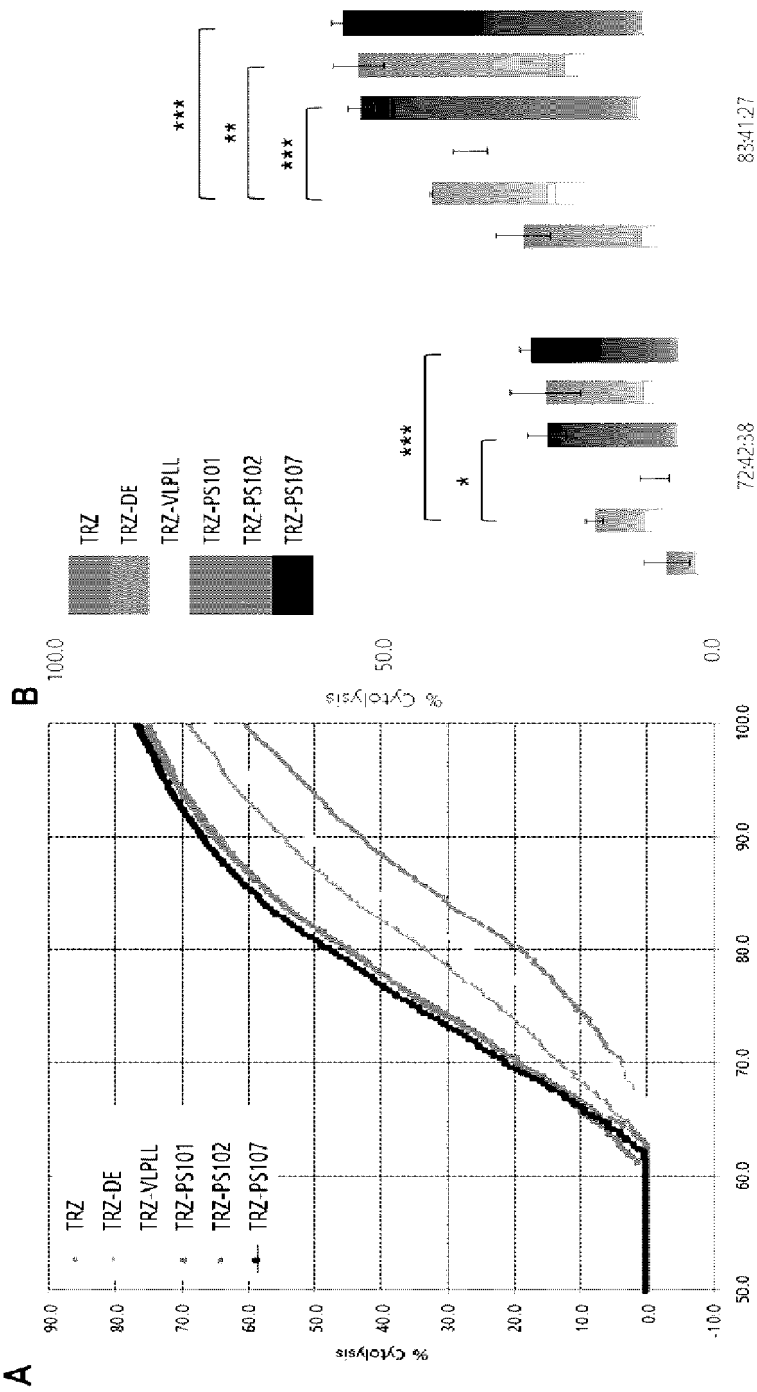 A
90.0
80.0
70.0
60.0
50.0
40.0
30.0
20.0
10.0
0.0
-10.0
% Cytolysis
TRZ
TRZ-DE
TRZ-VLPLL
TRZ-PS101
TRZ-PS102
TRZ-PS107
50.0
60.0
70.0
80.0
90.0
100.0
B
100.0
50.0
0.0
% Cytolysis
TRZ
TRZ-DE
TRZ-VLPLL
TRZ-PS101
TRZ-PS102
TRZ-PS107
*
***
***
**
***
72:42:38
83:41:27